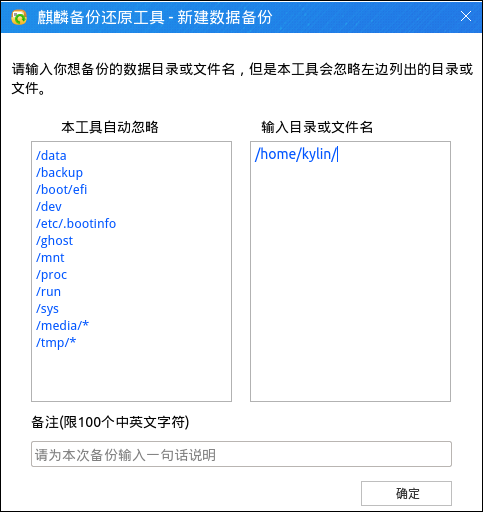 麒麟备份还原工具 - 新建数据备份
请输入你想备份的数据目录或文件名，但是本工具会忽略左边列出的目录或
文件。
本工具自动忽略
/data
/backup
/boot/efi
/dev
/etc/.bootinfo
/ghost
/mnt
/proc
/run
/sys
/media/*
/tmp/*
输入目录或文件名
/home/kylin/
备注(限100个中英文字符)
请为本次备份输入一句话说明
确定